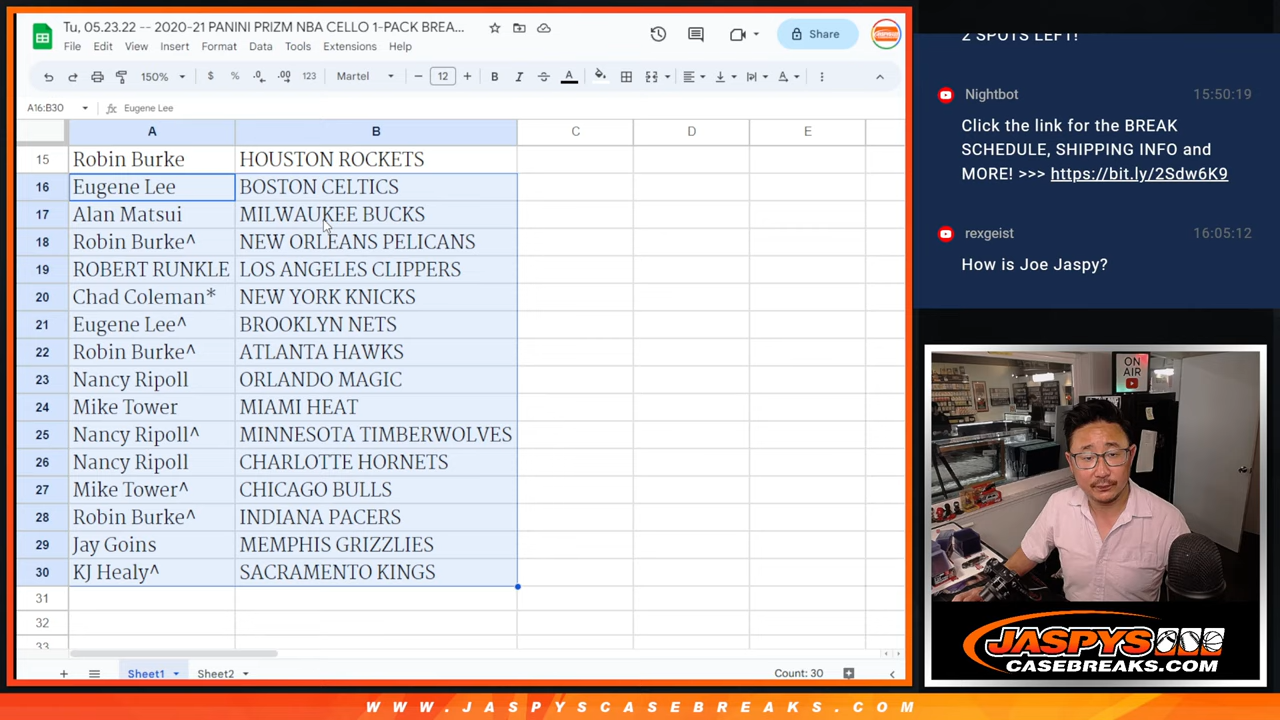 Tu, 05.23.22 -- 2020-21 PANINI PRIZM NBA CELLO 1-PACK BREA...
File Edit View Insert Format Data Tools Extensions Help
Share
150% $ % .0 .00 123 Martel 12 B I A
A16:B30 fx Eugene Lee
A B C D E
15 Robin Burke HOUSTON ROCKETS
16 Eugene Lee BOSTON CELTICS
17 Alan Matsui MILWAUKEE BUCKS
18 Robin Burke^ NEW ORLEANS PELICANS
19 ROBERT RUNKLE LOS ANGELES CLIPPERS
20 Chad Coleman* NEW YORK KNICKS
21 Eugene Lee^ BROOKLYN NETS
22 Robin Burke^ ATLANTA HAWKS
23 Nancy Ripoll ORLANDO MAGIC
24 Mike Tower MIAMI HEAT
25 Nancy Ripoll^ MINNESOTA TIMBERWOLVES
26 Nancy Ripoll CHARLOTTE HORNETS
27 Mike Tower^ CHICAGO BULLS
28 Robin Burke^ INDIANA PACERS
29 Jay Goins MEMPHIS GRIZZLIES
30 KJ Healy^ SACRAMENTO KINGS
31
32
33
Sheet1 Sheet2 Count: 30
2 SPOTS LEFT!
Nightbot 15:50:19
Click the link for the BREAK
SCHEDULE, SHIPPING INFO and
MORE! >>> https://bit.ly/2Sdw6K9
rexgeist 16:05:12
How is Joe Jaspy?
ON
AIR
JASPYS
CASEBREAKS.COM
WWW.JASPYSCASEBREAKS.COM